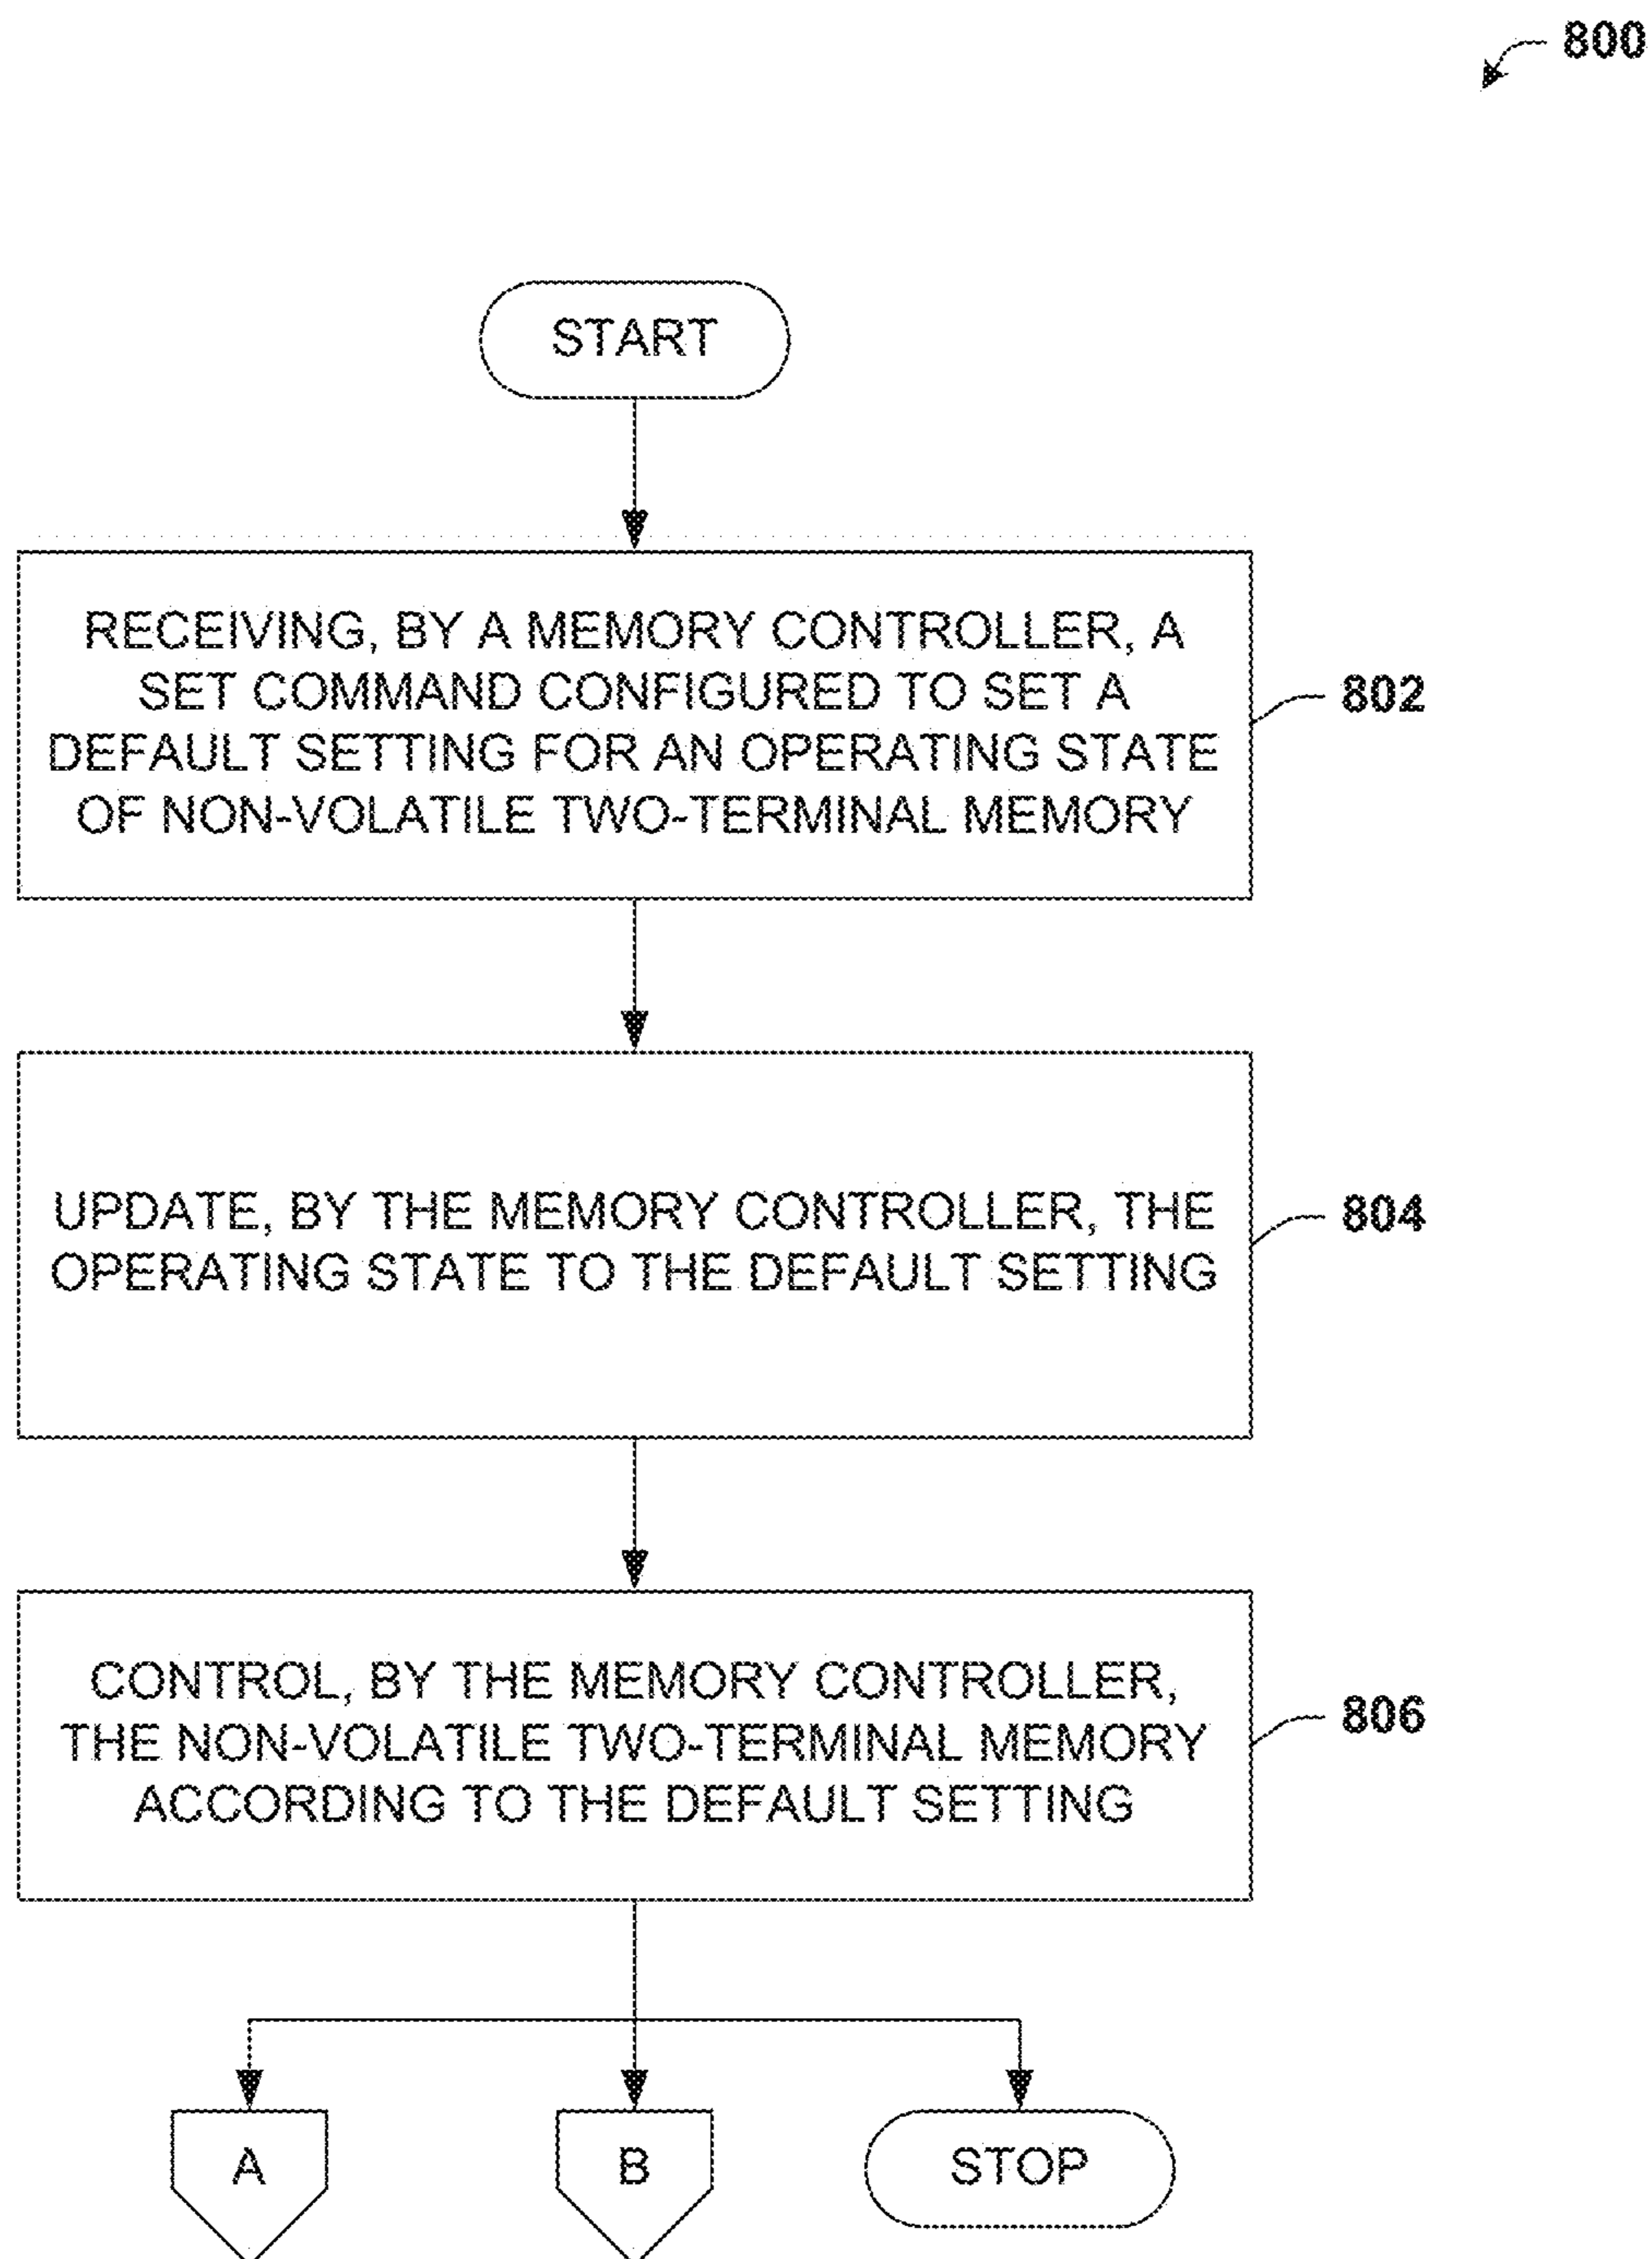 800
START
RECEIVING, BY A MEMORY CONTROLLER, A
SET COMMAND CONFIGURED TO SET A
DEFAULT SETTING FOR AN OPERATING STATE
OF NON-VOLATILE TWO-TERMINAL MEMORY
802
UPDATE, BY THE MEMORY CONTROLLER, THE
OPERATING STATE TO THE DEFAULT SETTING
804
CONTROL, BY THE MEMORY CONTROLLER,
THE NON-VOLATILE TWO-TERMINAL MEMORY
ACCORDING TO THE DEFAULT SETTING
806
A
B
STOP